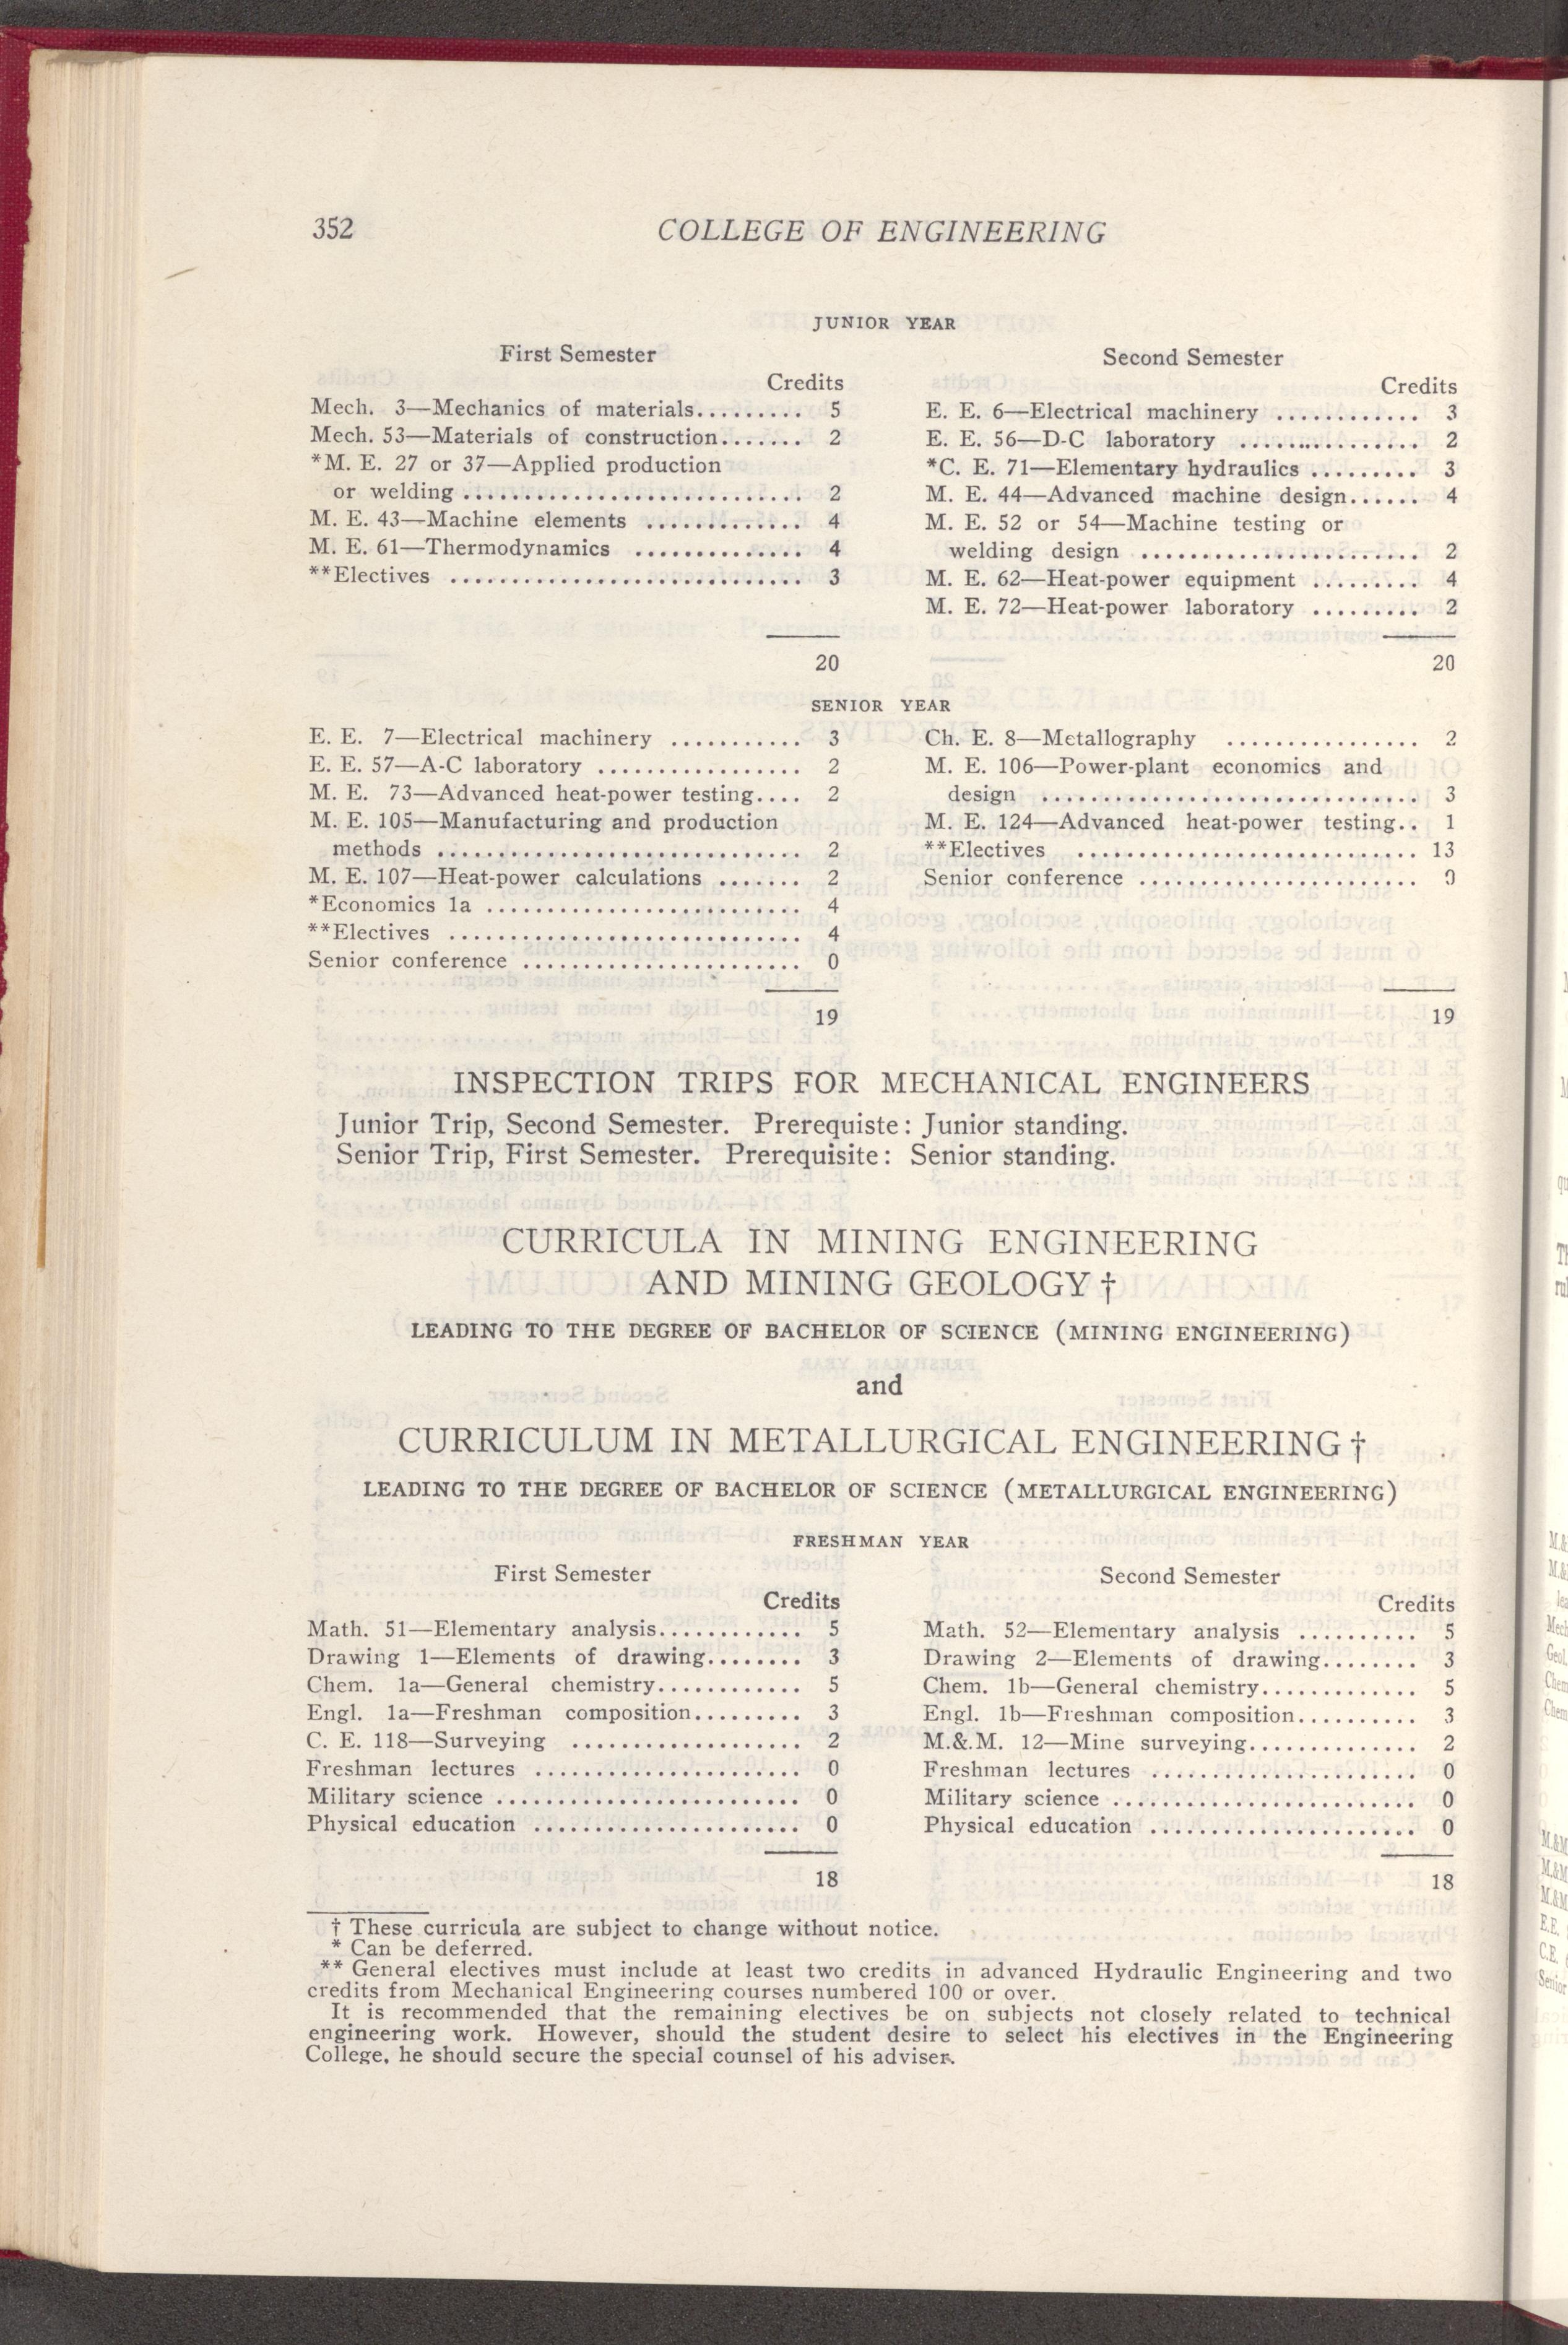 352 COLLEGE OF ENGINEERING
JUNIOR YEAR
First Semester
Credits
Mech. 3—Mechanics of materials......... 5
Mech. 53—Materials of construction....... 2
*M. E. 27 or 37—Applied production
or welding ............................ 2
M. E. 43—Machine elements ............. 4
M. E. 61—Thermodynamics .............. 4
**Electives ............................. 3
20
Second Semester
Credits
E. E. 6—Electrical machinery ............ 3
E. E. 56—D-C laboratory ............... 2
*C. E. 71—Elementary hydraulics ......... 3
M. E. 44—Advanced machine design...... 4
M. E. 52 or 54—Machine testing or
welding design ....................... 2
M. E. 62—Heat-power equipment ......... 4
M. E. 72—Heat-power laboratory ......... 2
20
SENIOR YEAR
E. E. 7—Electrical machinery ........... 3
E. E. 57—A-C laboratory ................. 2
M. E. 73—Advanced heat-power testing.... 2
M. E. 105—Manufacturing and production
methods .............................. 2
M. E. 107—Heat-power calculations ....... 2
*Economics 1a .......................... 4
**Electives ............................. 4
Senior conference ....................... 0
19
Ch. E. 8—Metallography ................ 2
M. E. 106—Power-plant economics and
design ............................... 3
M. E. 124—Advanced heat-power testing.. 1
**Electives ............................ 13
Senior conference ....................... 0
19
INSPECTION TRIPS FOR MECHANICAL ENGINEERS
Junior Trip, Second Semester. Prerequiste: Junior standing.
Senior Trip, First Semester. Prerequisite: Senior standing.
CURRICULA IN MINING ENGINEERING
AND MINING GEOLOGY †
LEADING TO THE DEGREE OF BACHELOR OF SCIENCE (MINING ENGINEERING)
and
CURRICULUM IN METALLURGICAL ENGINEERING †
LEADING TO THE DEGREE OF BACHELOR OF SCIENCE (METALLURGICAL ENGINEERING)
FRESHMAN YEAR
First Semester
Credits
Math. 51—Elementary analysis............ 5
Drawing 1—Elements of drawing........ 3
Chem. 1a—General chemistry............ 5
Engl. 1a—Freshman composition......... 3
C. E. 118—Surveying ................... 2
Freshman lectures ...................... 0
Military science ......................... 0
Physical education ...................... 0
18
Second Semester
Credits
Math. 52—Elementary analysis .......... 5
Drawing 2—Elements of drawing........ 3
Chem. 1b—General chemistry............. 5
Engl. 1b—Freshman composition.......... 3
M.&.M. 12—Mine surveying.............. 2
Freshman lectures ...................... 0
Military science ......................... 0
Physical education ...................... 0
18
† These curricula are subject to change without notice.
* Can be deferred.
** General electives must include at least two credits in advanced Hydraulic Engineering and two
credits from Mechanical Engineering courses numbered 100 or over.
It is recommended that the remaining electives be on subjects not closely related to technical
engineering work. However, should the student desire to select his electives in the Engineering
College, he should secure the special counsel of his adviser.